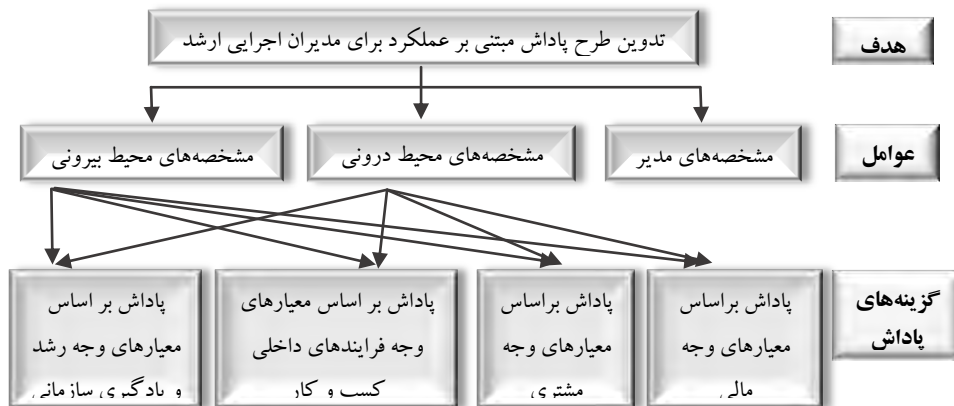 هدف
تدوین طرح پاداش مبتنی بر عملکرد برای مدیران اجرایی ارشد
عوامل
مشخصه‌های مدیر
مشخصه‌های محیط درونی
مشخصه‌های محیط بیرونی
گزینه‌های
پاداش
پاداش براساس
معیارهای وجه
مالی
پاداش براساس
معیارهای وجه
مشتری
پاداش بر اساس معیارهای
وجه فرایندهای داخلی
کسب و کار
پاداش بر اساس
معیارهای وجه رشد
و یادگیری سازمانی